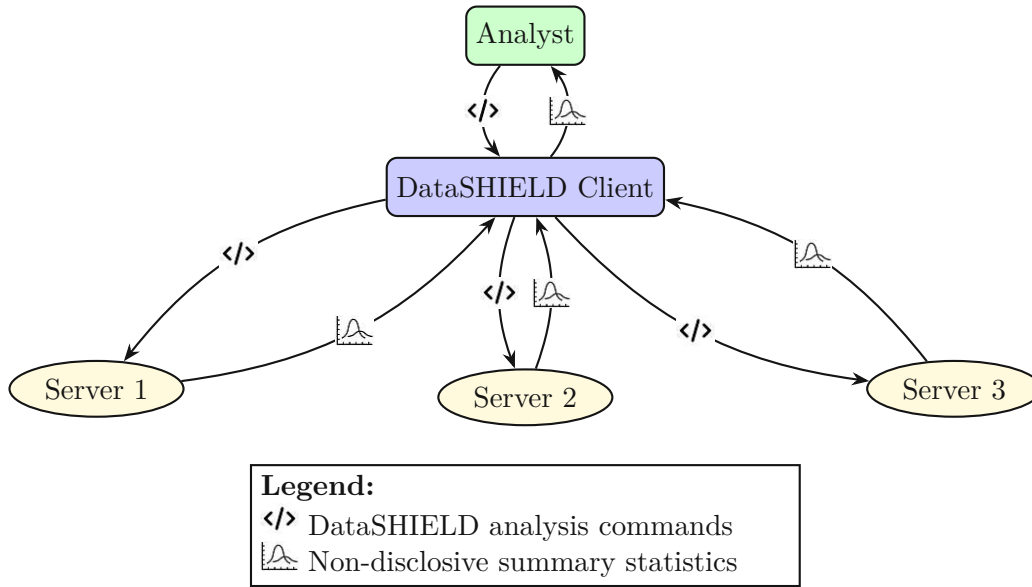 Analyst
</>
DataSHIELD Client
</>
</>
</>
Server 1
Server 2
Server 3
Legend:
</> DataSHIELD analysis commands
Non-disclosive summary statistics